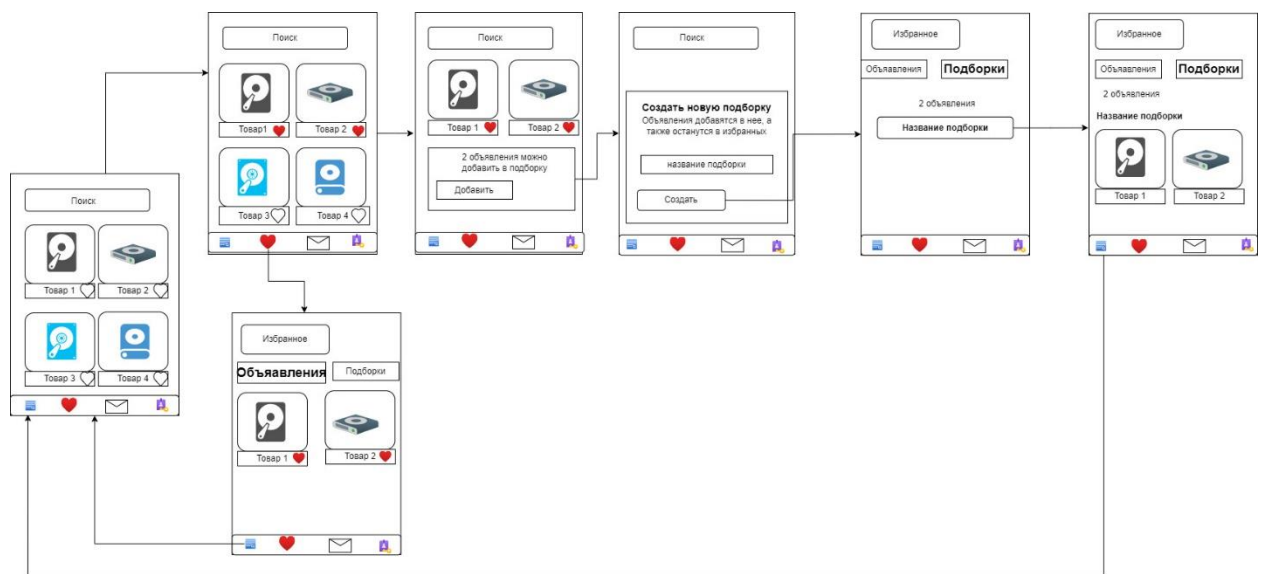 Поиск
Товар 1
Товар 2
Товар 3
Товар 4
Поиск
Товар1
Товар 2
Товар 3
Товар 4
Поиск
Товар 1
Товар 2
2 объявления можно
добавить в подборку
Добавить
Поиск
Создать новую подборку
Объявления добавятся в нее, а
также останутся в избранных
название подборки
Создать
Избранное
Объяавления
Подборки
2 объявления
Название подборки
Избранное
Объяавления
Подборки
2 объявления
Название подборки
Товар 1
Товар 2
Избранное
Объяавления
Подборки
Товар 1
Товар 2